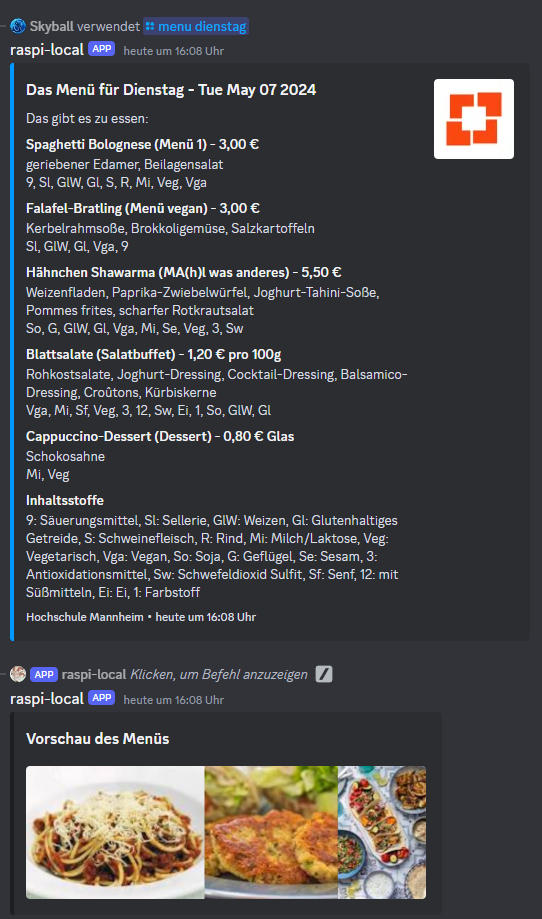 Skyball verwendet menu dienstag
raspi-local APP heute um 16:08 Uhr
Das Menü für Dienstag - Tue May 07 2024
Das gibt es zu essen:
Spaghetti Bolognese (Menü 1) - 3,00 €
geriebener Edamer, Beilagensalat
9, Sl, GlW, Gl, S, R, Mi, Veg, Vga
Falafel-Bratling (Menü vegan) - 3,00 €
Kerbelrahmsoße, Brokkoligemüse, Salzkartoffeln
Sl, GlW, Gl, Vga, 9
Hähnchen Shawarma (MA(h)l was anderes) - 5,50 €
Weizenfladen, Paprika-Zwiebelwürfel, Joghurt-Tahini-Soße,
Pommes frites, scharfer Rotkrautsalat
So, G, GlW, Gl, Vga, Mi, Se, Veg, 3, Sw
Blattsalate (Salatbuffet) - 1,20 € pro 100g
Rohkostsalate, Joghurt-Dressing, Cocktail-Dressing, Balsamico-
Dressing, Croûtons, Kürbiskerne
Vga, Mi, Sf, Veg, 3, 12, Sw, Ei, 1, So, GlW, Gl
Cappuccino-Dessert (Dessert) - 0,80 € Glas
Schokosahne
Mi, Veg
Inhaltsstoffe
9: Säuerungsmittel, Sl: Sellerie, GlW: Weizen, Gl: Glutenhaltiges
Getreide, S: Schweinefleisch, R: Rind, Mi: Milch/Laktose, Veg:
Vegetarisch, Vga: Vegan, So: Soja, G: Geflügel, Se: Sesam, 3:
Antioxidationsmittel, Sw: Schwefeldioxid Sulfit, Sf: Senf, 12: mit
Süßmitteln, Ei: Ei, 1: Farbstoff
Hochschule Mannheim • heute um 16:08 Uhr
APP raspi-local Klicken, um Befehl anzuzeigen
raspi-local APP heute um 16:08 Uhr
Vorschau des Menüs